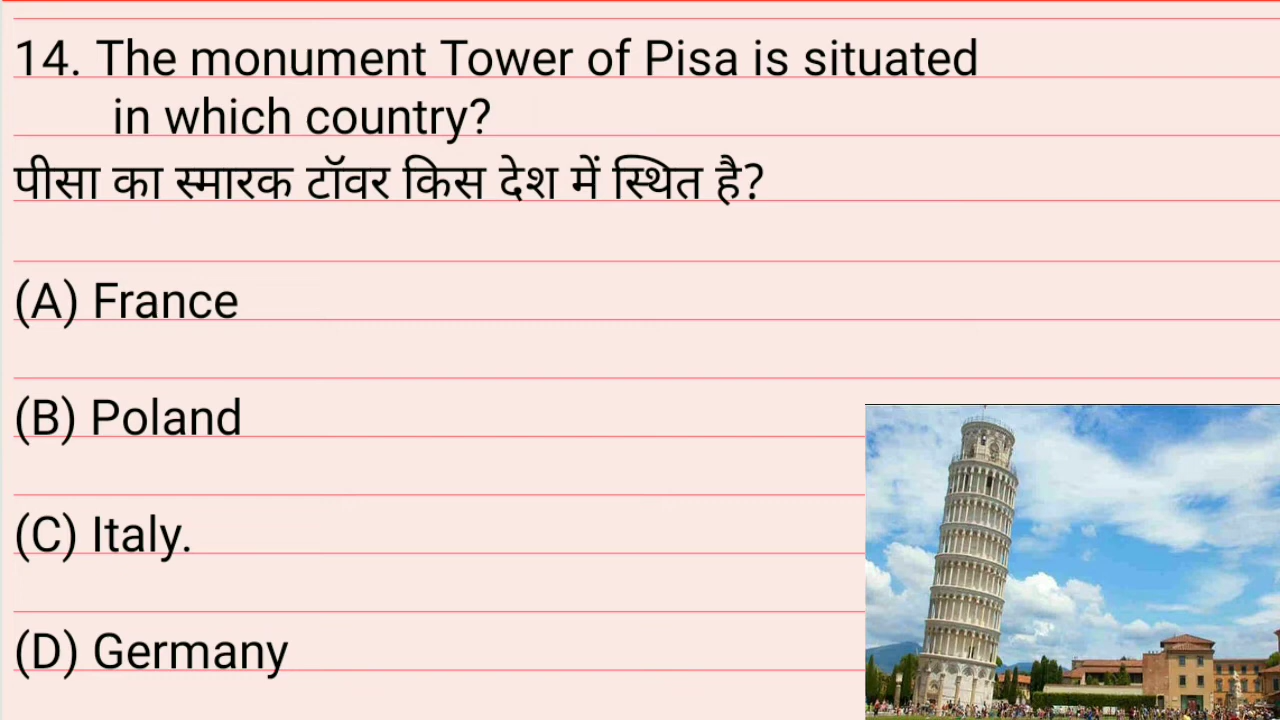 14. The monument Tower of Pisa is situated
in which country?
पीसा का स्मारक टॉवर किस देश में स्थित है?
(A) France
(B) Poland
(C) Italy.
(D) Germany